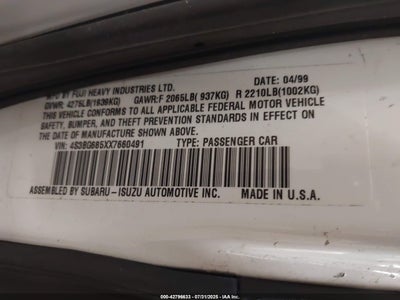 MFD BY FUJI HEAVY INDUSTRIES LTD. DATE: 04/99
GVWR: 4275LB(1939KG) GAWR:F 2065LB( 937KG) R 2210LB(1002KG)
THIS VEHICLE CONFORMS TO ALL APPLICABLE FEDERAL MOTOR VEHICLE
SAFETY, BUMPER, AND THEFT PREVENTION STANDARDS IN EFFECT ON
THE DATE OF MANUFACTURE SHOWN ABOVE.
VIN: 4S3BG685XX7660491 TYPE: PASSENGER CAR
ASSEMBLED BY SUBARU-ISUZU AUTOMOTIVE INC. MADE IN U.S.A.
000-42796633 - 07/31/2025 - IAA Inc.